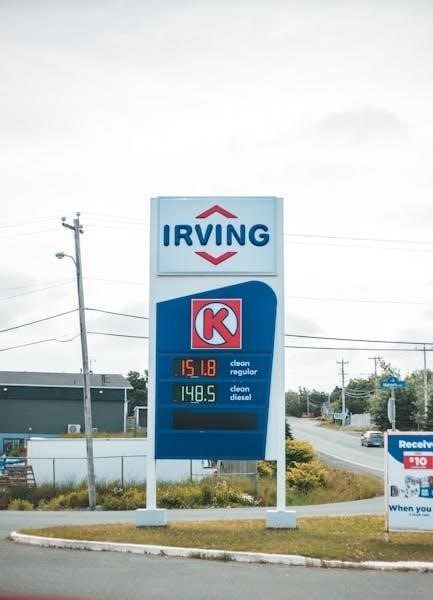 IRVING
K
151.8 clean
regular
148.5 clean
diesel
Receiv
$10
When you